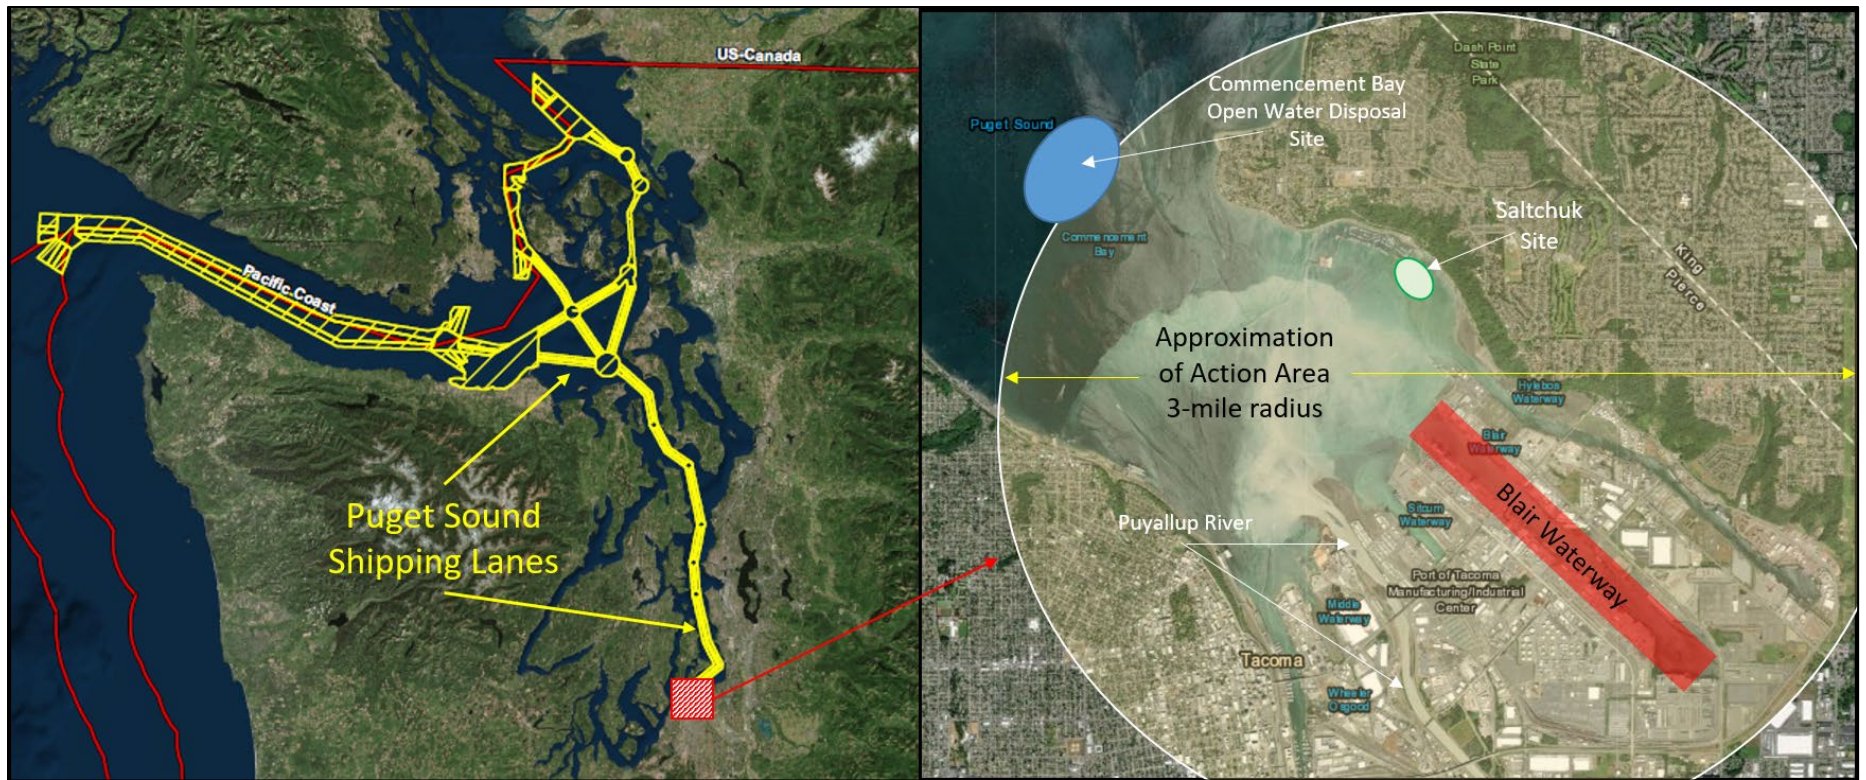 US-Canada
Pacific Coast
Puget Sound
Shipping Lanes
Dash Point
State
Park
Commencement Bay
Open Water Disposal
Site
Puget Sound
Commencement
Bay
Saltchuk
Site
King
Pierce
Approximation
of Action Area
3-mile radius
Hylebos
Waterway
Blair
Waterway
Blair Waterway
Sitcum
Waterway
Puyallup River
Port of Tacoma
Manufacturing/Industrial
Center
Middle
Waterway
Tacoma
Wheeler
Osgood